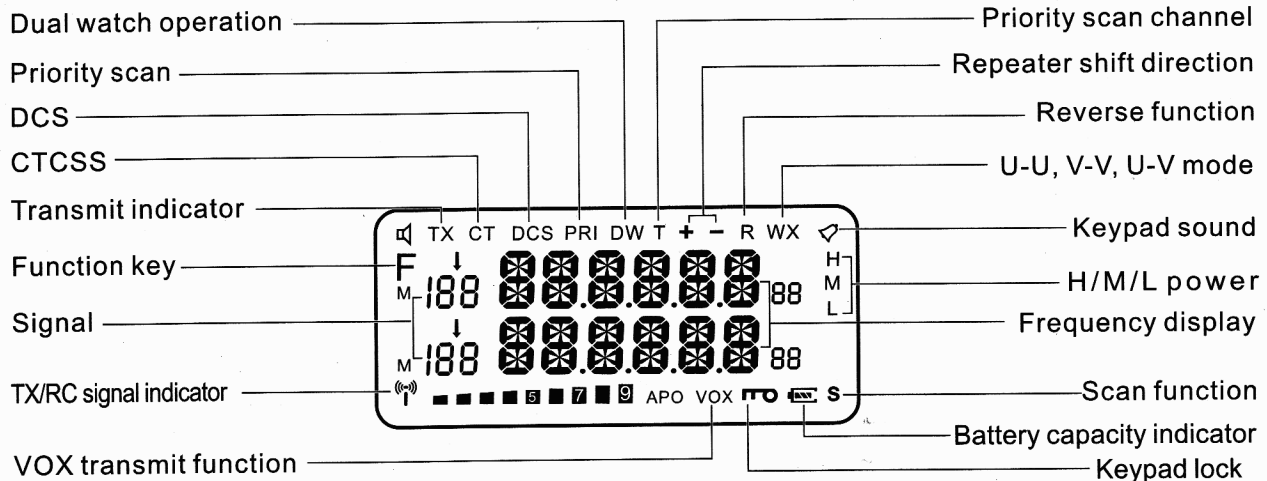 Dual watch operation
Priority scan channel
Priority scan
Repeater shift direction
DCS
Reverse function
CTCSS
U-U, V-V, U-V mode
Transmit indicator
TX CT DCS PRI DW T + - R WX
Keypad sound
Function key
F
H
M 188 88
M
H/M/L power
L
Signal
Frequency display
M 188 88
TX/RC signal indicator
5 7 9 APO VOX S
Scan function
Battery capacity indicator
VOX transmit function
Keypad lock